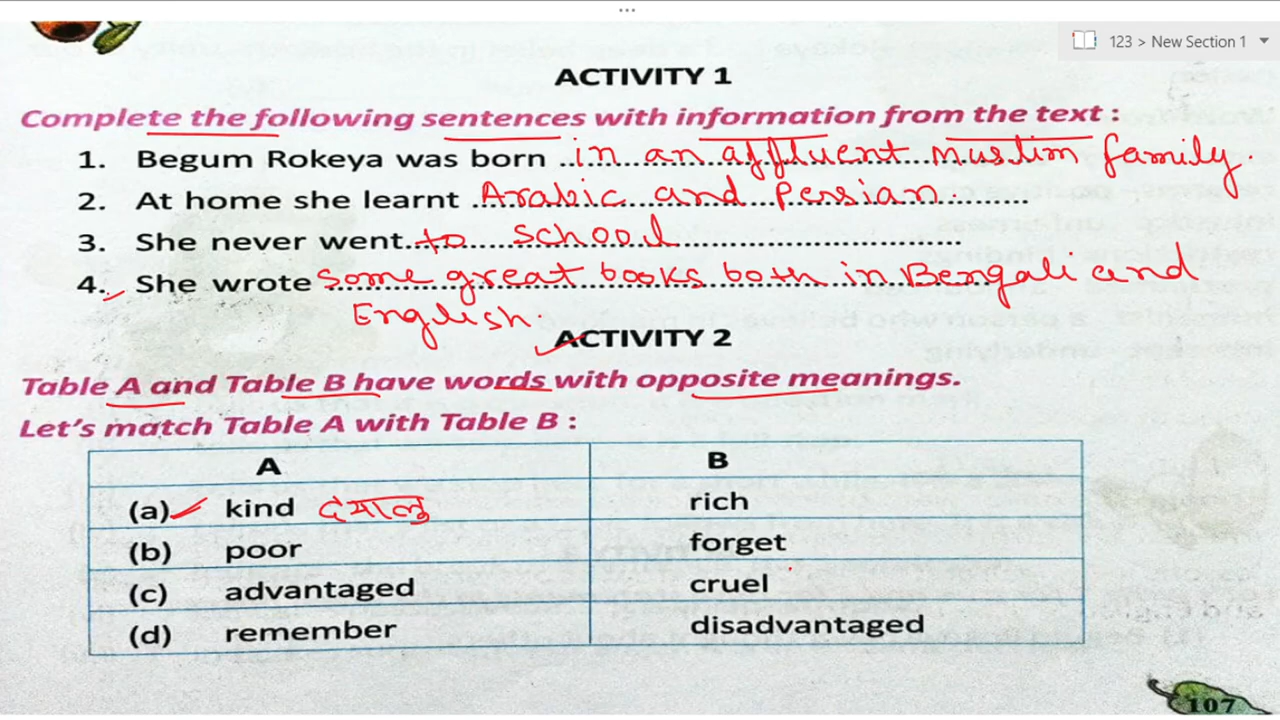 ...
123 > New Section 1
ACTIVITY 1
Complete the following sentences with information from the text :
1. Begum Rokeya was born in an affluent Muslim family.
2. At home she learnt Arabic and Persian
3. She never went to school
4. She wrote some great books both in Bengali and
English.
ACTIVITY 2
Table A and Table B have words with opposite meanings.
Let's match Table A with Table B :
A B
(a) kind दयालु rich
(b) poor forget
(c) advantaged cruel
(d) remember disadvantaged
107